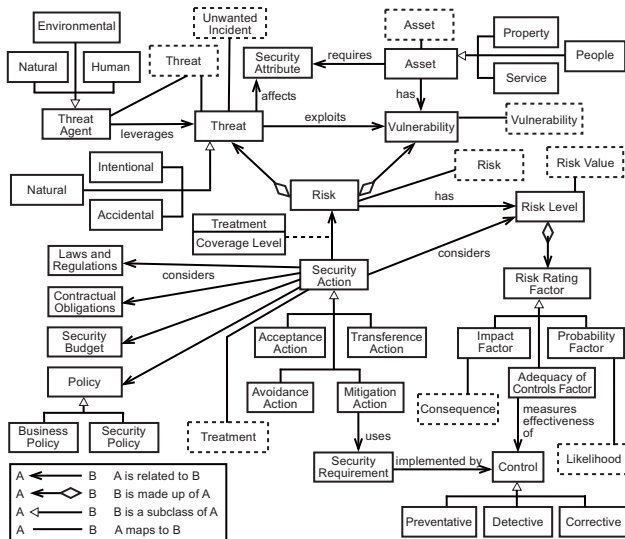 Environmental
Unwanted
Incident
Asset
Property
Natural
Human
Threat
Security
Attribute
requires
Asset
People
Service
affects
has
Threat
Agent
leverages
Threat
exploits
Vulnerability
Vulnerability
Intentional
Natural
Accidental
Risk
Risk
Risk Value
has
Risk Level
Treatment
Coverage Level
Laws and
Regulations
considers
Security
Action
considers
Contractual
Obligations
Risk Rating
Factor
Security
Budget
Acceptance
Action
Transference
Action
Impact
Factor
Probability
Factor
Policy
Avoidance
Action
Mitigation
Action
Adequacy of
Controls Factor
Consequence
measures
effectiveness
of
Business
Policy
Security
Policy
Treatment
uses
Likelihood
Security
Requirement
implemented by
Control
A B A is related to B
A B B is made up of A
A B B is a subclass of A
A B A maps to B
Preventative
Detective
Corrective